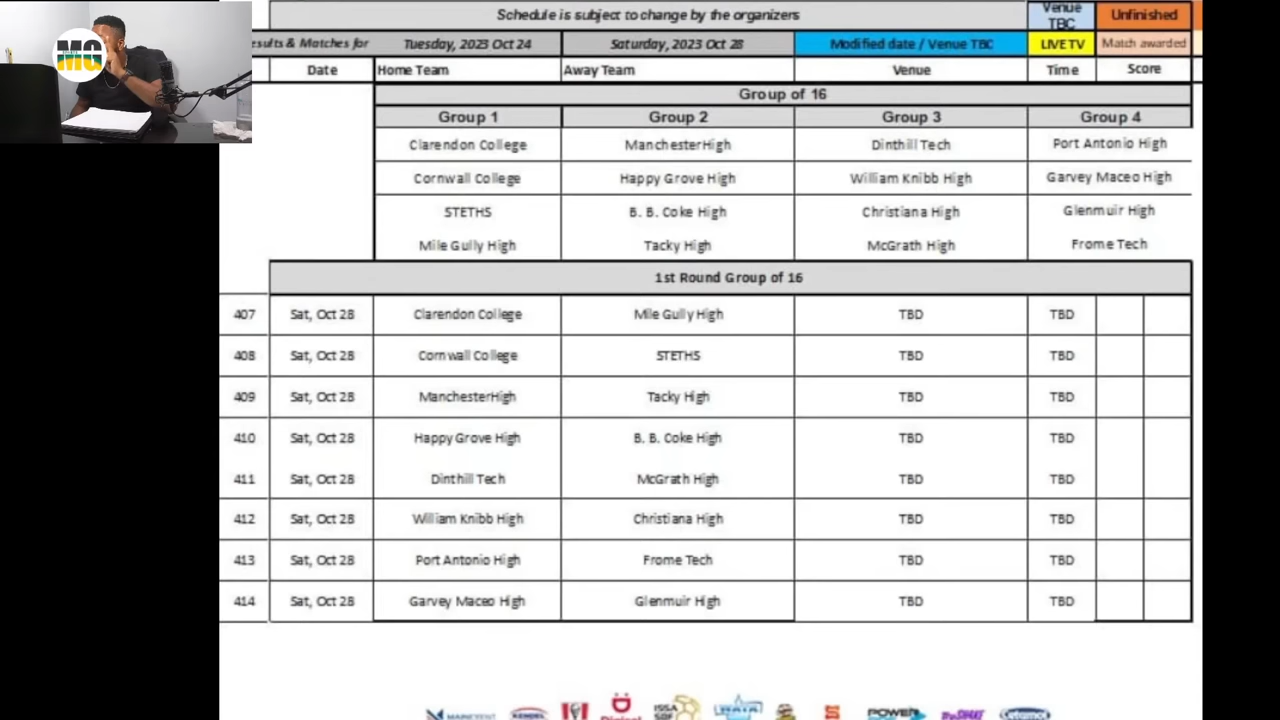 Schedule is subject to change by the organizers Venue TBC Unfinished
esults & Matches for Tuesday, 2023 Oct 24 Saturday, 2023 Oct 28 Modified date / Venue TBC LIVE TV Match awarded
Date Home Team Away Team Venue Time Score
Group of 16
Group 1 Group 2 Group 3 Group 4
Clarendon College ManchesterHigh Dinthill Tech Port Antonio High
Cornwall College Happy Grove High William Knibb High Garvey Maceo High
STETHS B. B. Coke High Christiana High Glenmuir High
Mile Gully High Tacky High McGrath High Frome Tech
1st Round Group of 16
407 Sat, Oct 28 Clarendon College Mile Gully High TBD TBD
408 Sat, Oct 28 Cornwall College STETHS TBD TBD
409 Sat, Oct 28 ManchesterHigh Tacky High TBD TBD
410 Sat, Oct 28 Happy Grove High B. B. Coke High TBD TBD
411 Sat, Oct 28 Dinthill Tech McGrath High TBD TBD
412 Sat, Oct 28 William Knibb High Christiana High TBD TBD
413 Sat, Oct 28 Port Antonio High Frome Tech TBD TBD
414 Sat, Oct 28 Garvey Maceo High Glenmuir High TBD TBD
MG
KENDEL KFC Digicel ISSA SBF WATA POWER Cetamol